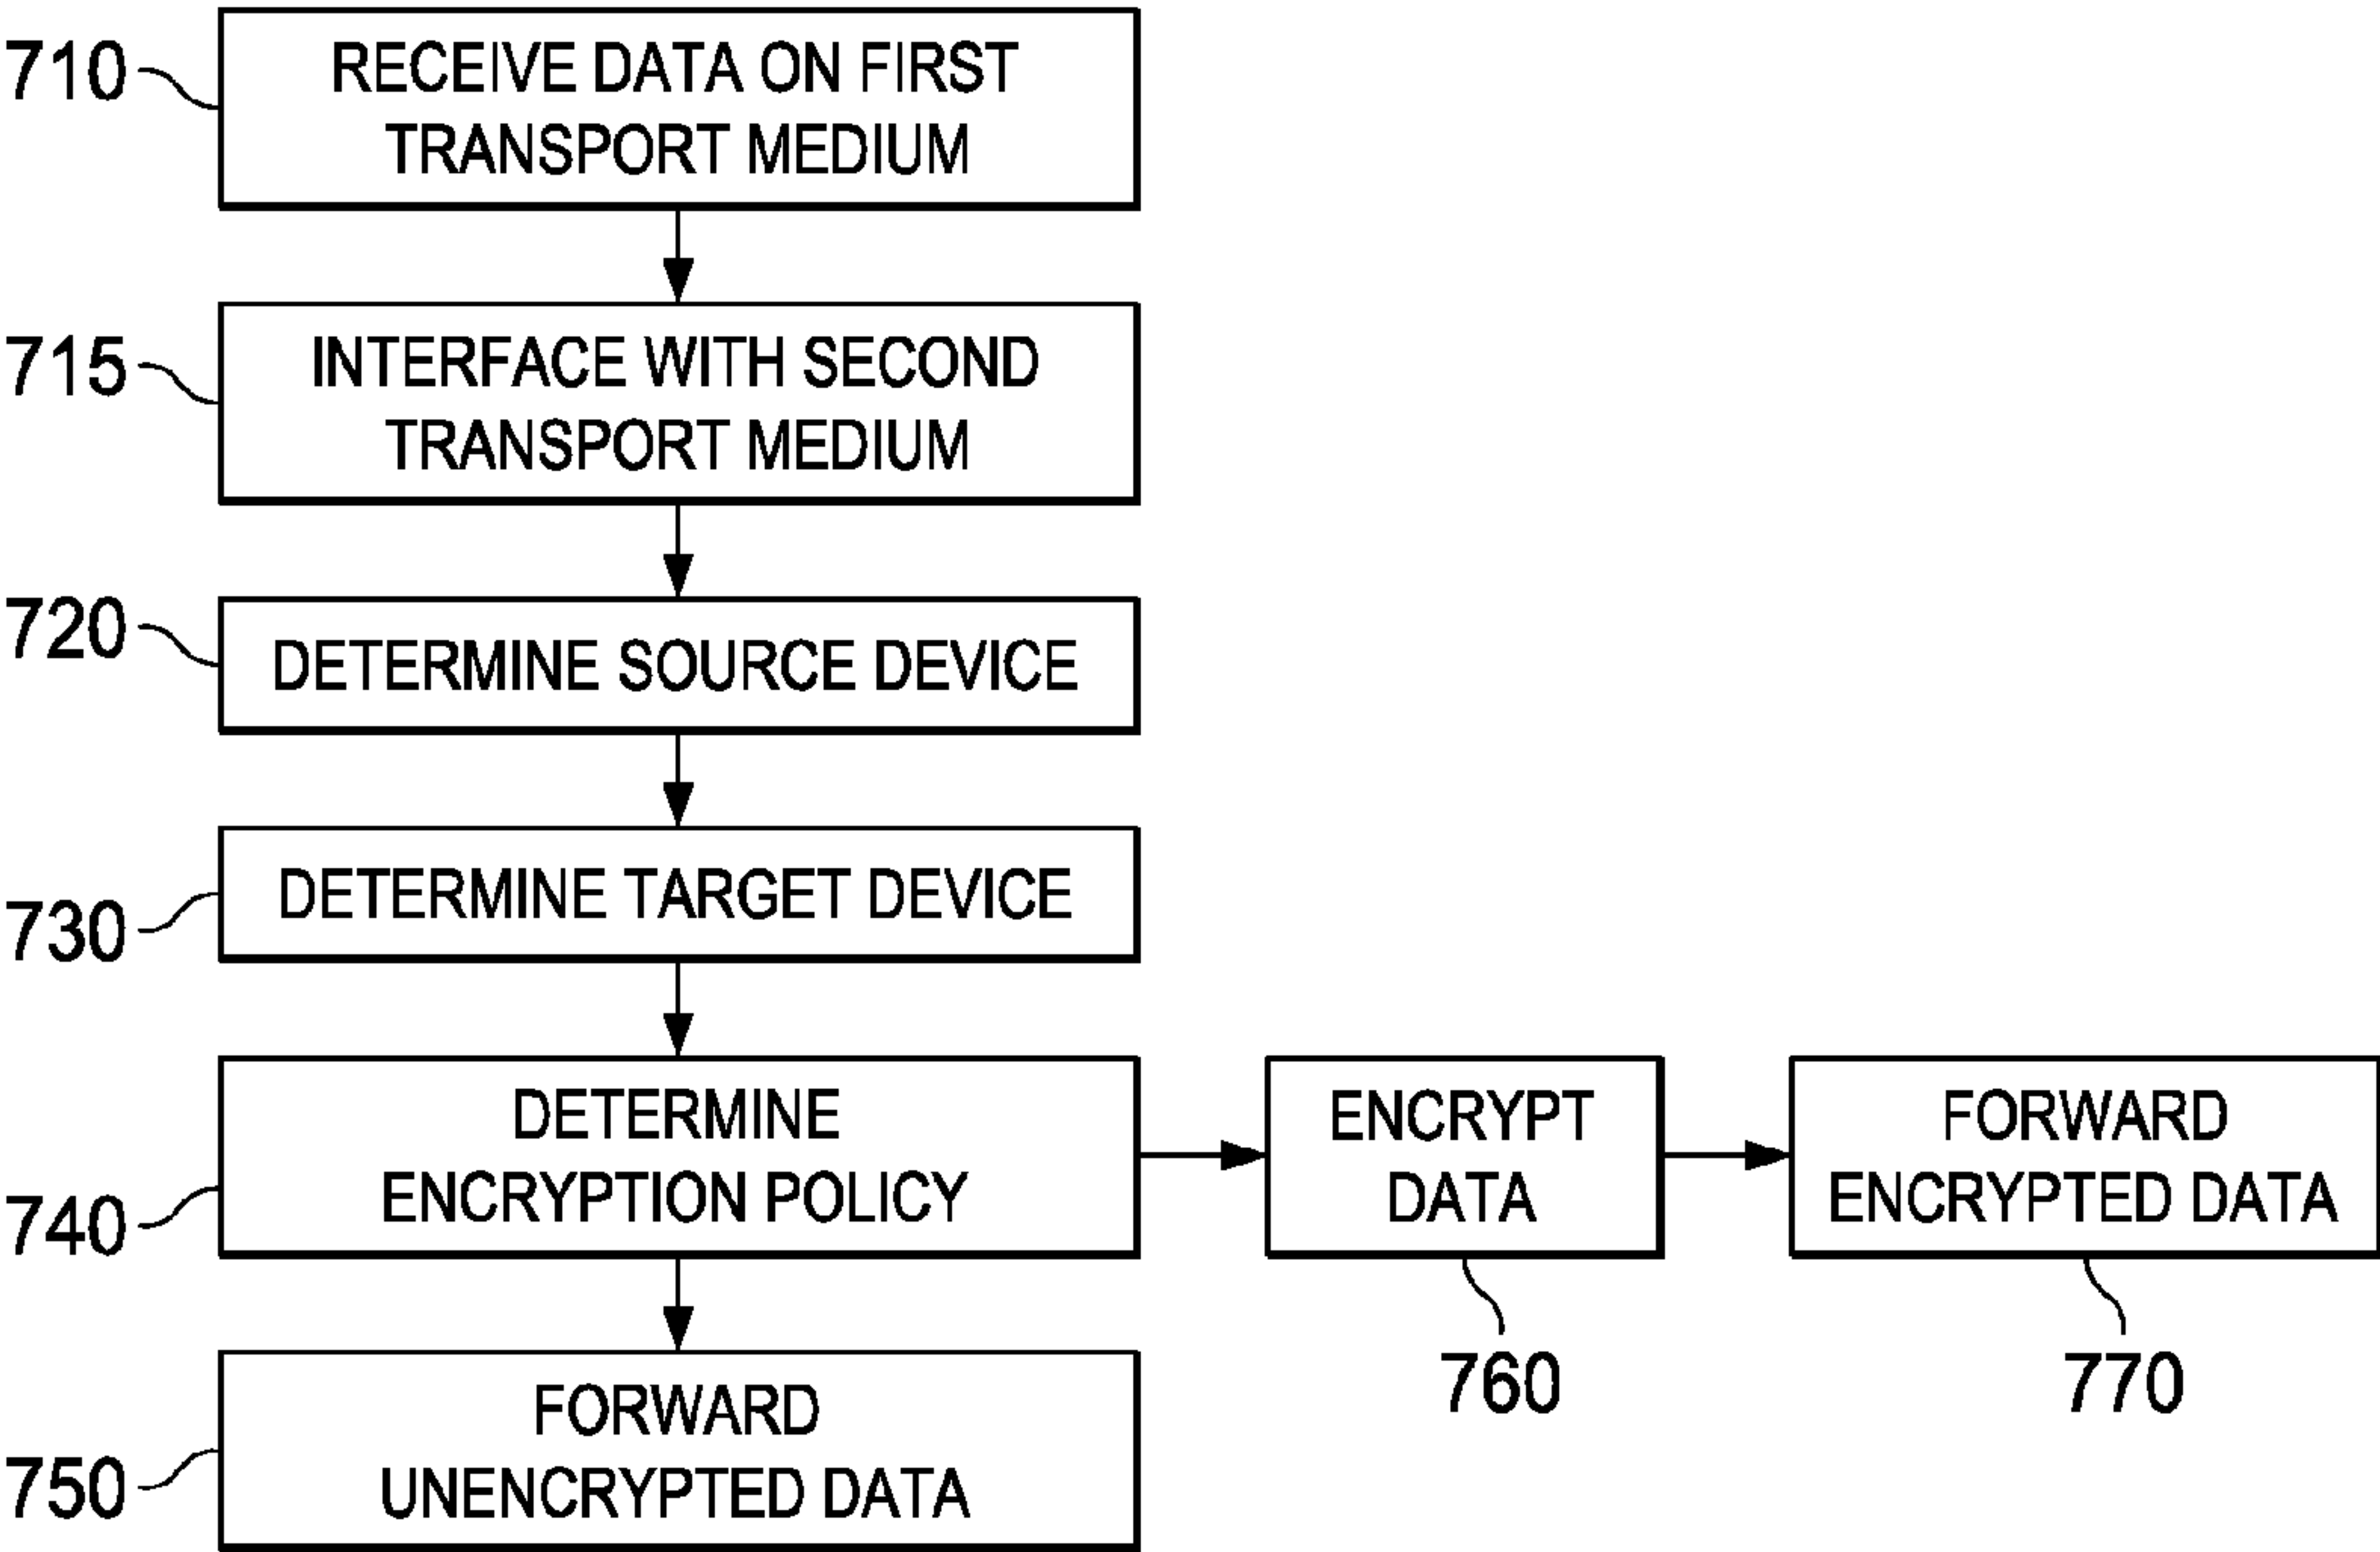 710
RECEIVE DATA ON FIRST
TRANSPORT MEDIUM
715
INTERFACE WITH SECOND
TRANSPORT MEDIUM
720
DETERMINE SOURCE DEVICE
730
DETERMINE TARGET DEVICE
740
DETERMINE
ENCRYPTION POLICY
ENCRYPT
DATA
760
FORWARD
ENCRYPTED DATA
770
750
FORWARD
UNENCRYPTED DATA